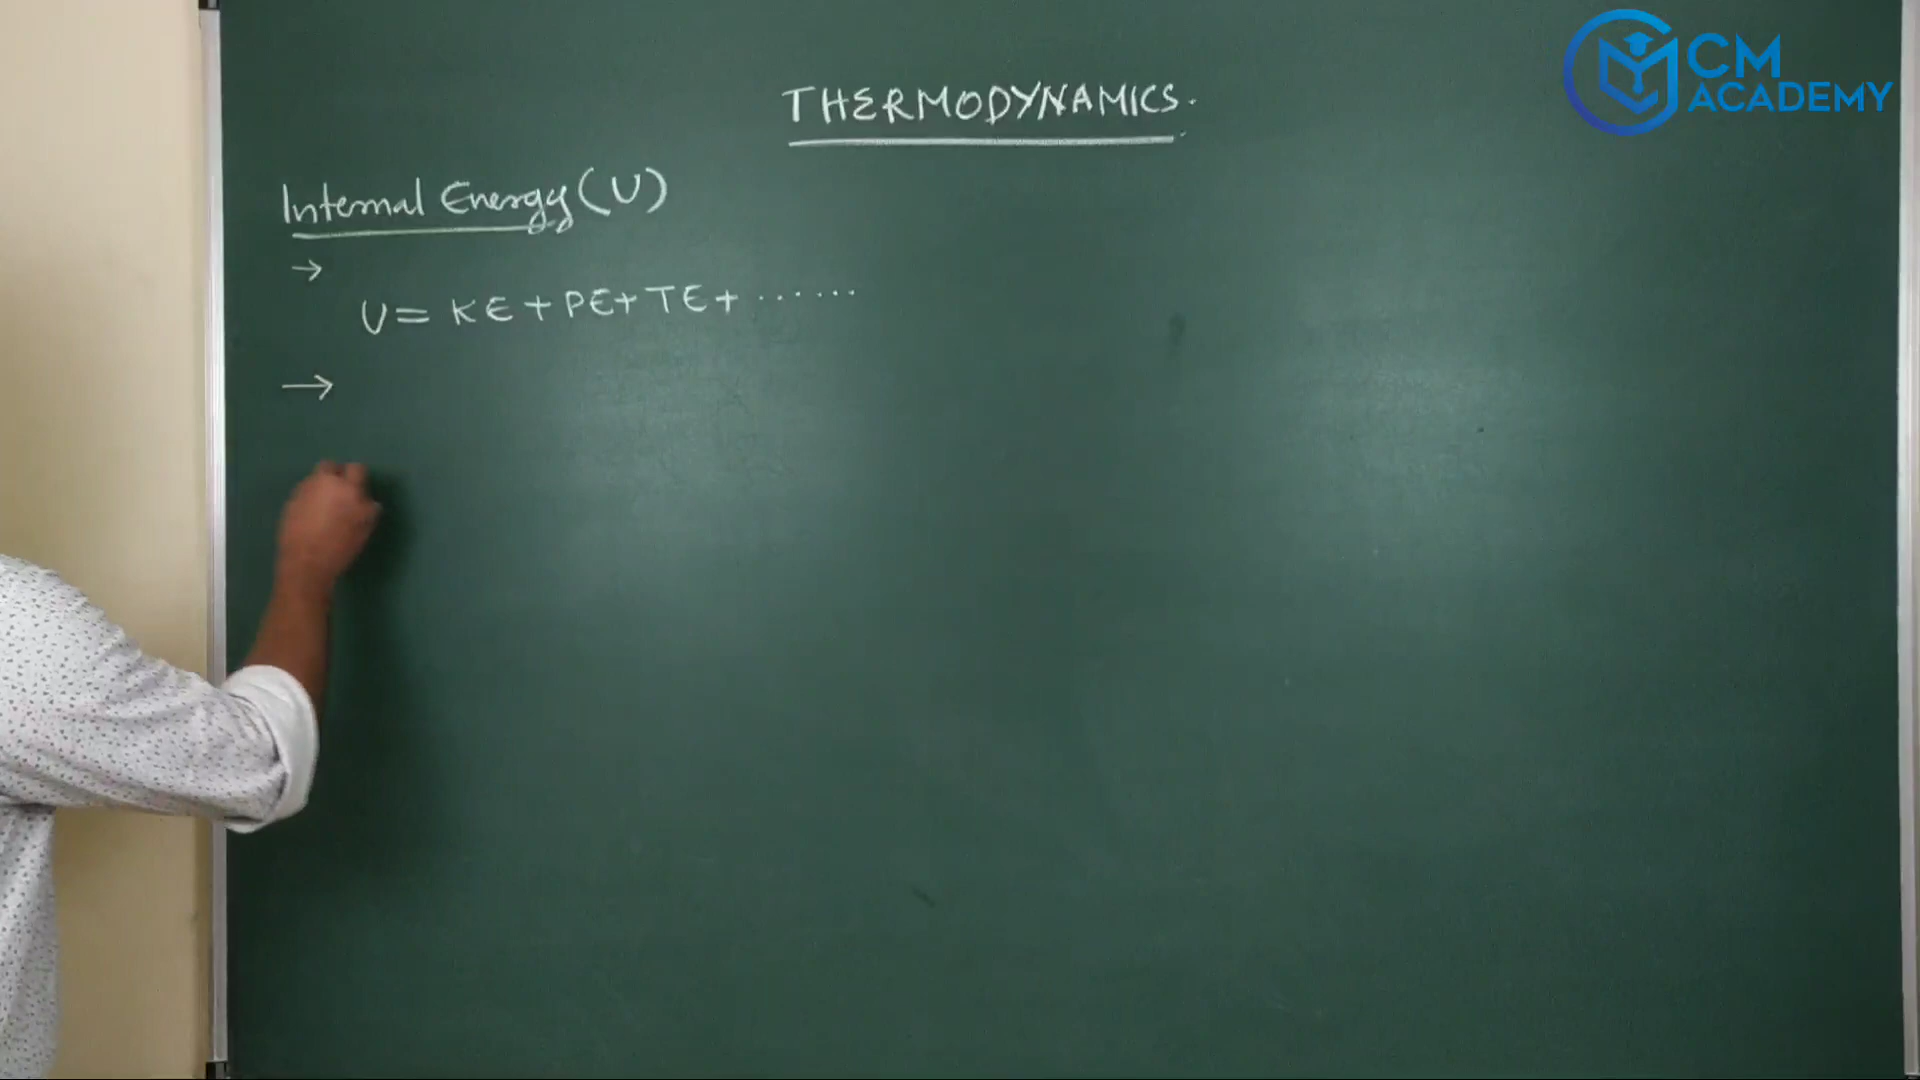 CM
ACADEMY
THERMODYNAMICS.
Internal Energy (U)
→
U = KE + PE + TE + ......
→